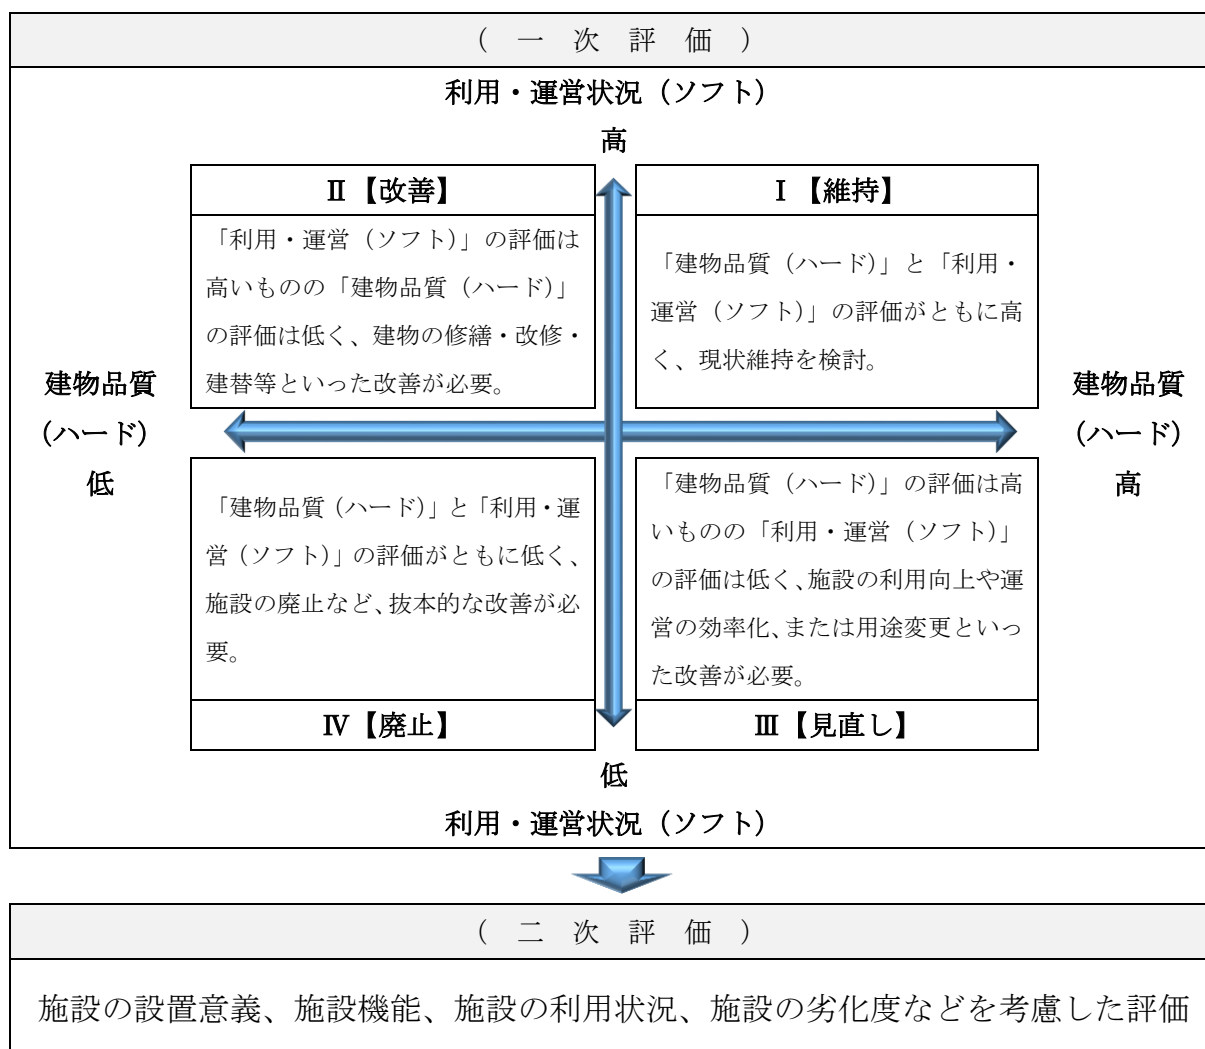 ( 一 次 評 価 )
利用・運営状況（ソフト）
高
Ⅱ【改善】
「利用・運営（ソフト）」の評価は
高いものの「建物品質（ハード）」
の評価は低く、建物の修繕・改修・
建替等といった改善が必要。
Ⅰ【維持】
「建物品質（ハード）」と「利用・
運営（ソフト）」の評価がともに高
く、現状維持を検討。
建物品質
（ハード）
低
建物品質
（ハード）
高
「建物品質（ハード）」と「利用・運
営（ソフト）」の評価がともに低く、
施設の廃止など、抜本的な改善が必
要。
Ⅳ【廃止】
「建物品質（ハード）」の評価は高
いものの「利用・運営（ソフト）」
の評価は低く、施設の利用向上や運
営の効率化、または用途変更といっ
た改善が必要。
Ⅲ【見直し】
低
利用・運営状況（ソフト）
( 二 次 評 価 )
施設の設置意義、施設機能、施設の利用状況、施設の劣化度などを考慮した評価